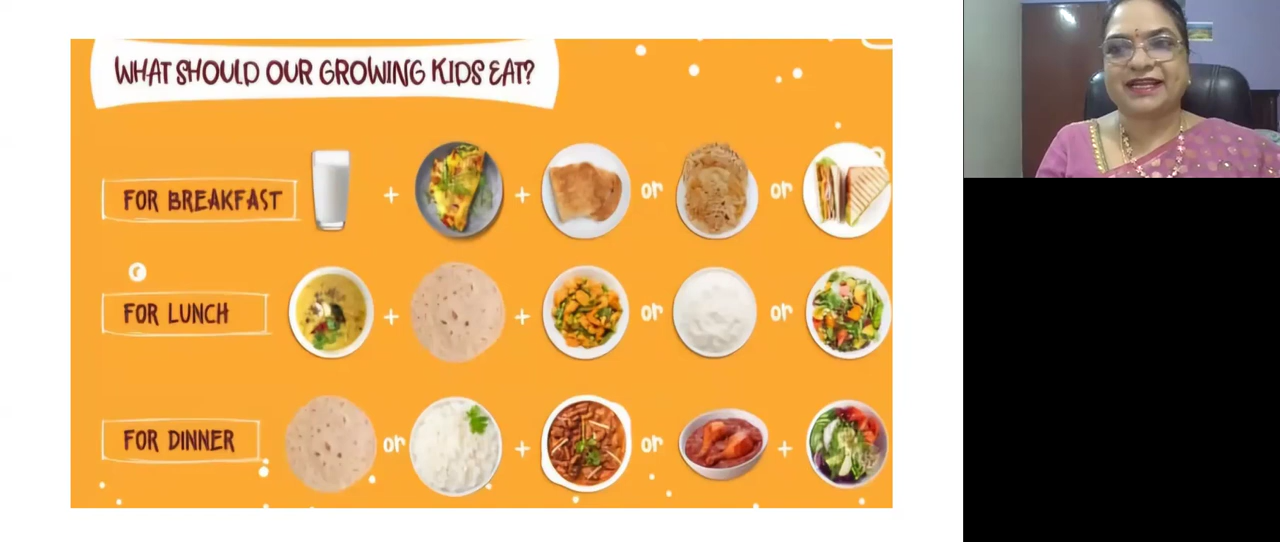 WHAT SHOULD OUR GROWING KIDS EAT?
FOR BREAKFAST + + or or
FOR LUNCH + + or or
FOR DINNER or + or +